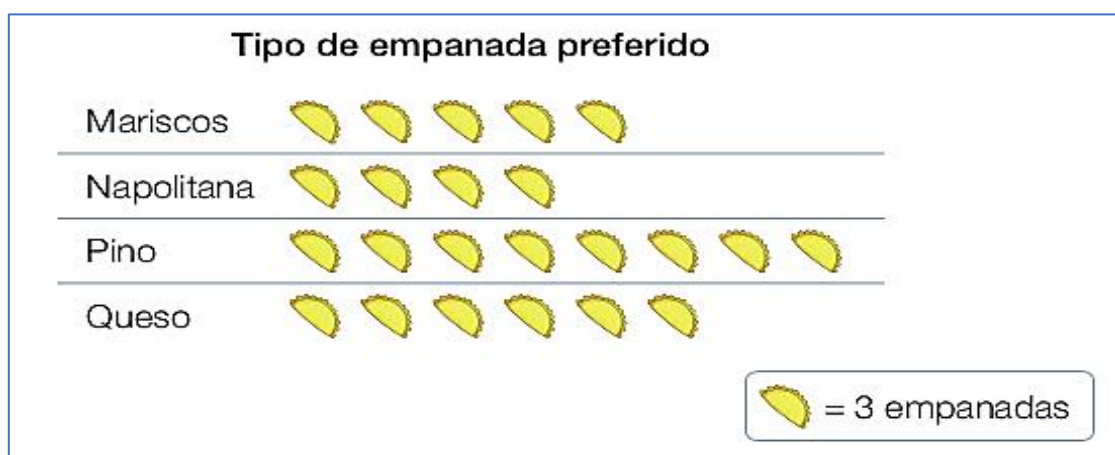 Tipo de empanada preferido
Mariscos
Napolitana
Pino
Queso
= 3 empanadas